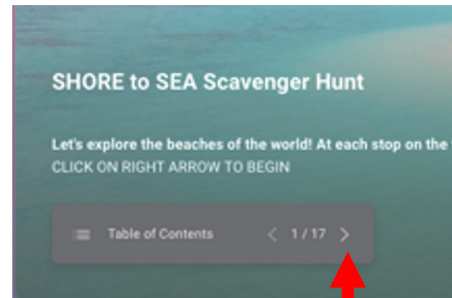 SHORE to SEA Scavenger Hunt
Let's explore the beaches of the world! At each stop on the
CLICK ON RIGHT ARROW TO BEGIN
Table of Contents < 1 / 17 >